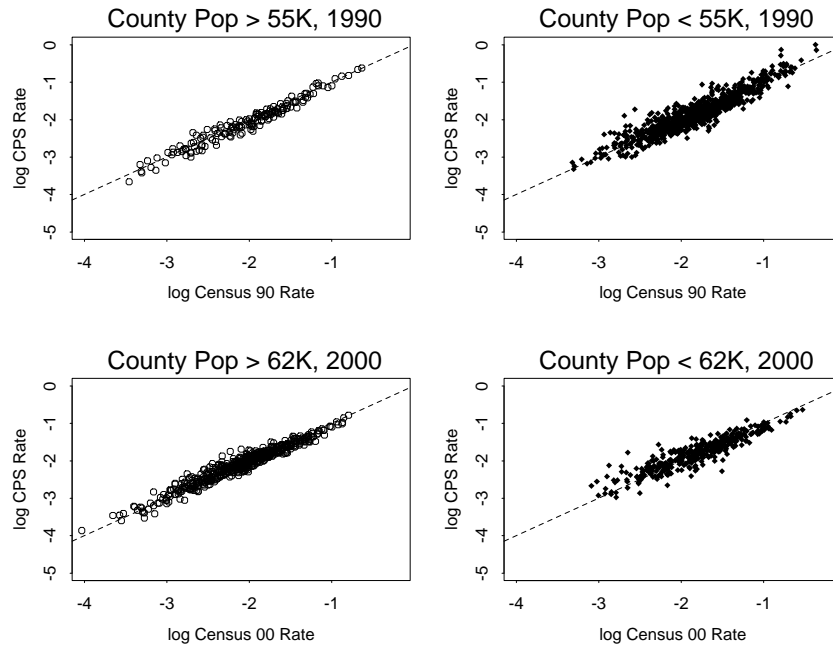 County Pop > 55K, 1990
log CPS Rate
0
-1
-2
-3
-4
-5
-4 -3 -2 -1
log Census 90 Rate
County Pop < 55K, 1990
log CPS Rate
0
-1
-2
-3
-4
-5
-4 -3 -2 -1
log Census 90 Rate
County Pop > 62K, 2000
log CPS Rate
0
-1
-2
-3
-4
-5
-4 -3 -2 -1
log Census 00 Rate
County Pop < 62K, 2000
log CPS Rate
0
-1
-2
-3
-4
-5
-4 -3 -2 -1
log Census 00 Rate